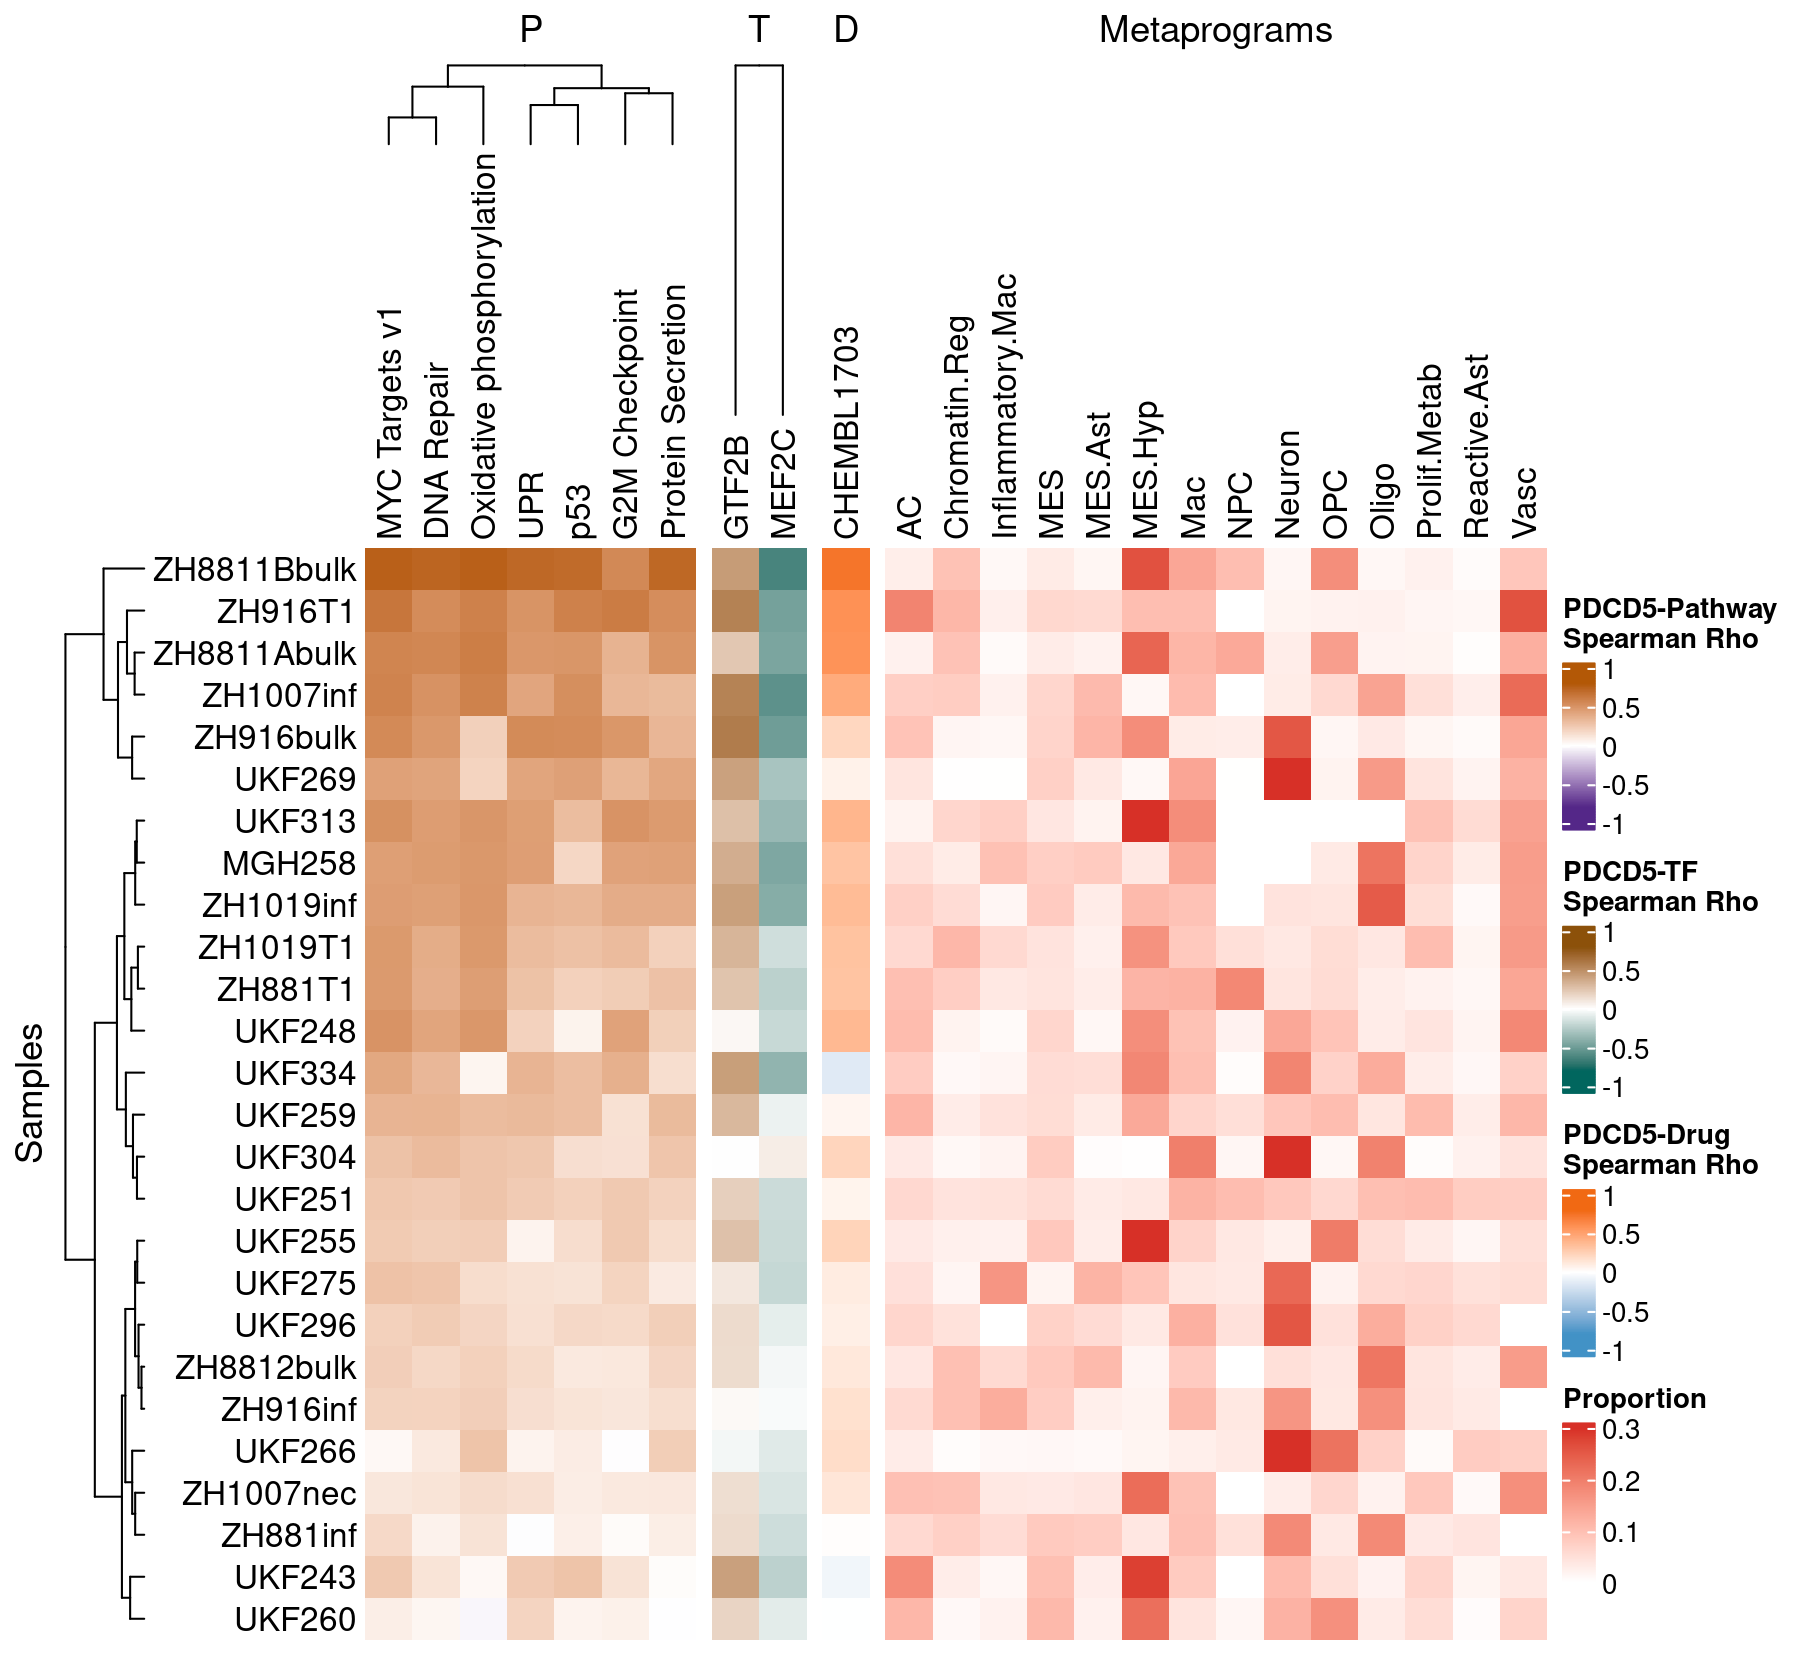 P
T
D
Metaprograms
MYC Targets v1
DNA Repair
Oxidative phosphorylation
UPR
p53
G2M Checkpoint
Protein Secretion
GTF2B
MEF2C
CHEMBL1703
AC
Chromatin.Reg
Inflammatory.Mac
MES
MES.Ast
MES.Hyp
Mac
NPC
Neuron
OPC
Oligo
Prolif.Metab
Reactive.Ast
Vasc
Samples
ZH8811Bbulk
ZH916T1
ZH8811Abulk
ZH1007inf
ZH916bulk
UKF269
UKF313
MGH258
ZH1019inf
ZH1019T1
ZH881T1
UKF248
UKF334
UKF259
UKF304
UKF251
UKF255
UKF275
UKF296
ZH8812bulk
ZH916inf
UKF266
ZH1007nec
ZH881inf
UKF243
UKF260
PDCD5-Pathway
Spearman Rho
1
0.5
0
-0.5
-1
PDCD5-TF
Spearman Rho
1
0.5
0
-0.5
-1
PDCD5-Drug
Spearman Rho
1
0.5
0
-0.5
-1
Proportion
0.3
0.2
0.1
0